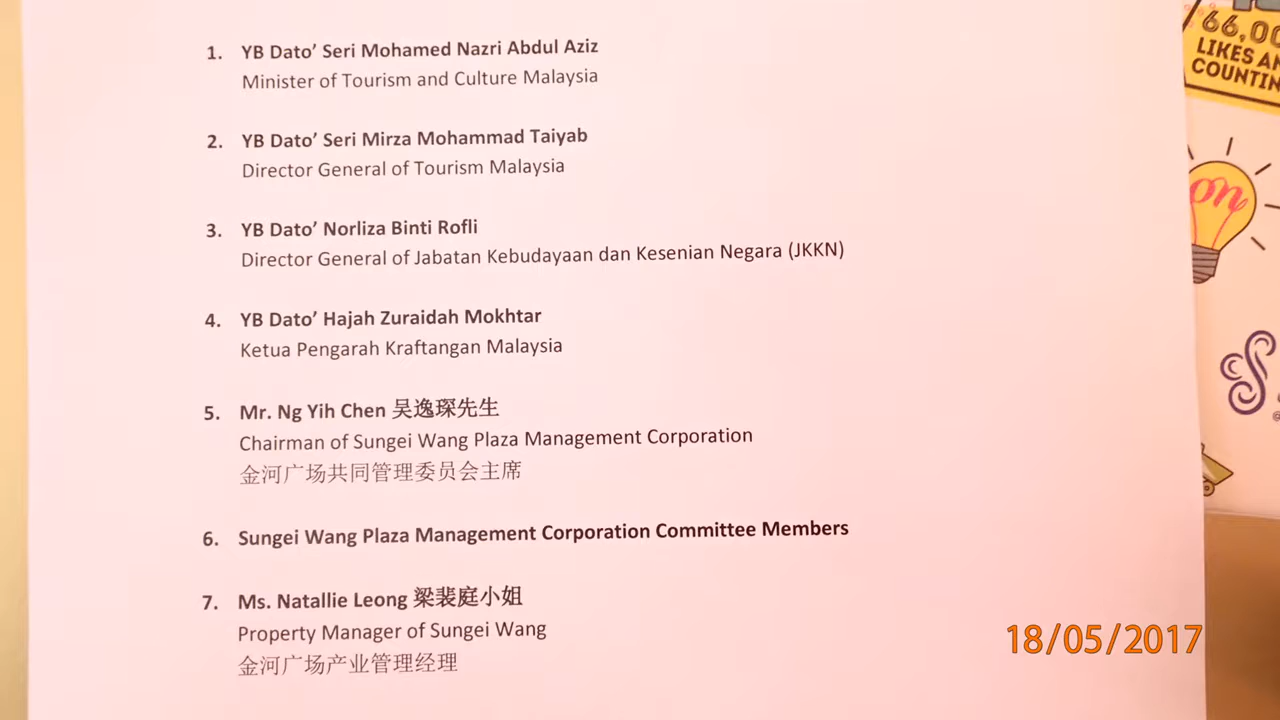 1. YB Dato’ Seri Mohamed Nazri Abdul Aziz
Minister of Tourism and Culture Malaysia
2. YB Dato’ Seri Mirza Mohammad Taiyab
Director General of Tourism Malaysia
3. YB Dato’ Norliza Binti Rofli
Director General of Jabatan Kebudayaan dan Kesenian Negara (JKKN)
4. YB Dato’ Hajah Zuraidah Mokhtar
Ketua Pengarah Kraftangan Malaysia
5. Mr. Ng Yih Chen 吴逸琛先生
Chairman of Sungei Wang Plaza Management Corporation
金河广场共同管理委员会主席
6. Sungei Wang Plaza Management Corporation Committee Members
7. Ms. Natallie Leong 梁裴庭小姐
Property Manager of Sungei Wang
金河广场产业管理经理
66,00
LIKES AN
COUNTIN
on
18/05/2017